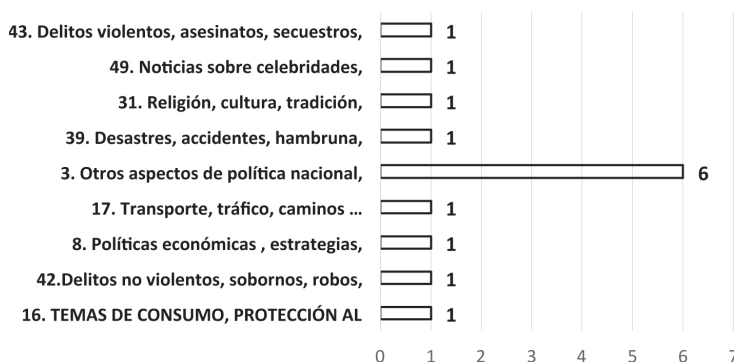 43. Delitos violentos, asesinatos, secuestros, 1
49. Noticias sobre celebridades, 1
31. Religión, cultura, tradición, 1
39. Desastres, accidentes, hambruna, 1
3. Otros aspectos de política nacional, 6
17. Transporte, tráfico, caminos ... 1
8. Políticas económicas , estrategias, 1
42.Delitos no violentos, sobornos, robos, 1
16. TEMAS DE CONSUMO, PROTECCIÓN AL 1
0 1 2 3 4 5 6 7